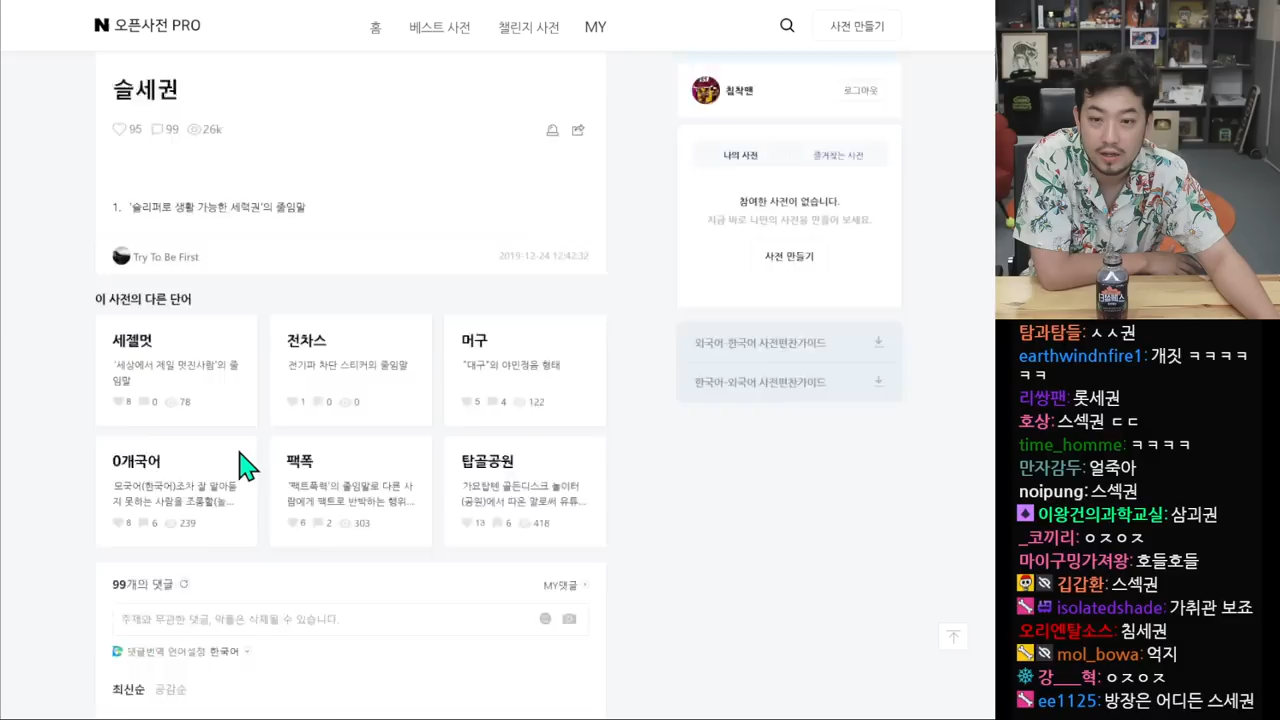 N 오픈사전 PRO
홈 베스트 사전 챌린지 사전 MY
사전 만들기
슬세권
95 99 26k
1. '슬리퍼로 생활 가능한 세력권'의 줄임말
Try To Be First
2019-12-24 12:42:32
이 사전의 다른 단어
세젤멋
'세상에서 제일 멋진사람'의 줄
임말
8 0 78
전차스
전기파 차단 스티커의 줄임말
1 0 0
머구
"대구"의 야민정음 형태
5 4 122
0개국어
모국어(한국어)조차 잘 말아듣
지 못하는 사람을 조롱할(놀...
8 6 239
팩폭
'팩트폭력'의 줄임말로 다른 사
람에게 팩트로 반박하는 행위...
6 2 303
탑골공원
가요탑텐 골든디스크 놀이터
(공원)에서 따온 말로써 유튜...
13 6 418
99개의 댓글
MY댓글
주제와 무관한 댓글, 악플은 삭제될 수 있습니다.
댓글번역 언어설정 한국어
최신순 공감순
침착맨
로그아웃
나의 사전 즐겨찾는 사전
참여한 사전이 없습니다.
지금 바로 나만의 사전을 만들어 보세요.
사전 만들기
외국어-한국어 사전편찬가이드
한국어-외국어 사전편찬가이드
탐과탐들: ㅅㅅ권
earthwindnfire1: 개짓 ㅋㅋㅋㅋ
ㅋㅋ
리쌍팬: 롯세권
호상: 스섹권 ㄷㄷ
time_homme: ㅋㅋㅋㅋ
만자감두: 얼죽아
noipung: 스섹권
이왕건의과학교실: 삼괴권
_코끼리: ㅇㅈㅇㅈ
마이구밍가져왕: 호들호들
김갑환: 스섹권
isolatedshade: 가취관 보죠
오리엔탈소스: 침세권
mol_bowa: 억지
강___혁: ㅇㅈㅇㅈ
ee1125: 방장은 어디든 스세권